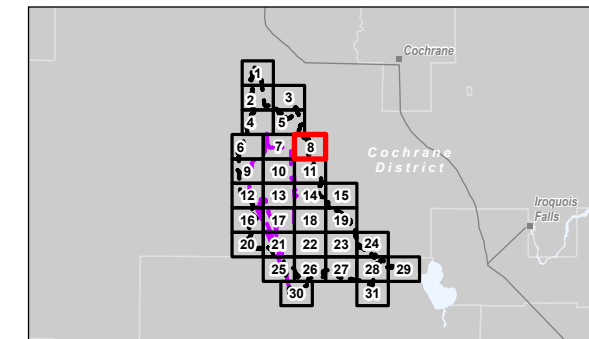 Cochrane
1
2 3
4 5
6 7 8
Cochrane
District
9 10 11
12 13 14 15
Iroquois
Falls
16 17 18 19
20 21 22 23 24
25 26 27 28 29
30 31